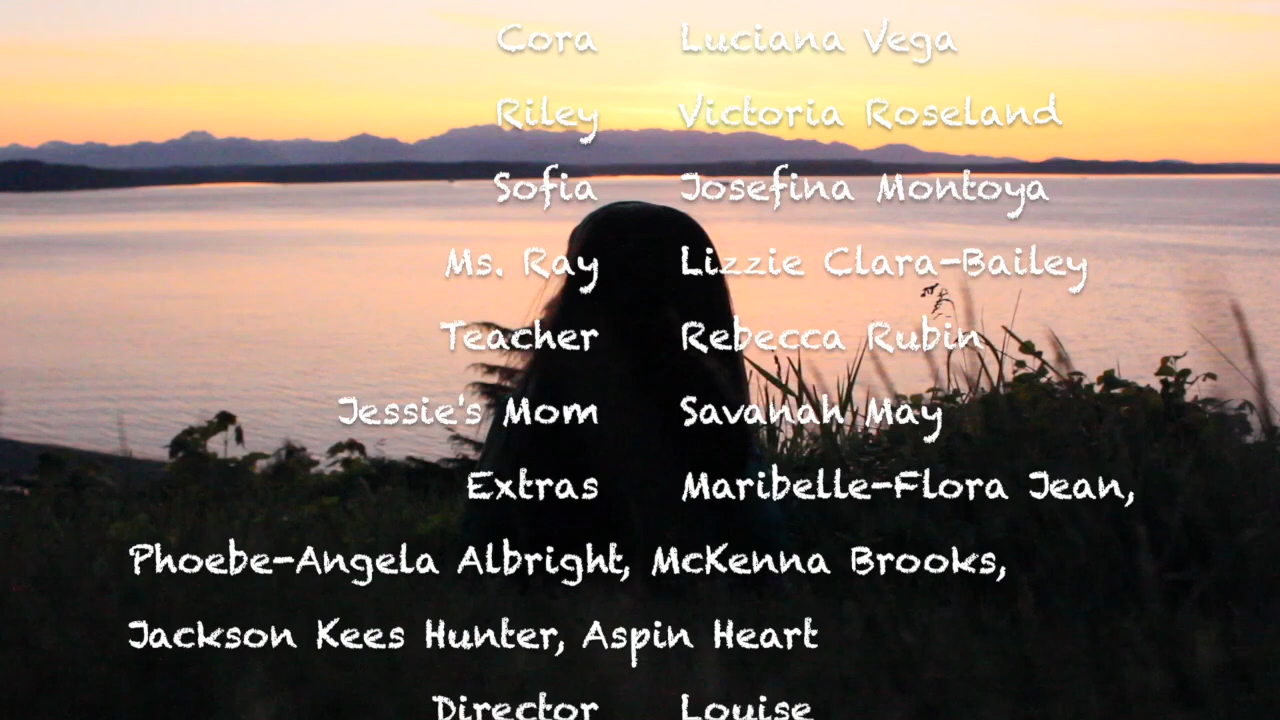 Cora Luciana Vega
Riley Victoria Roseland
Sofia Josefina Montoya
Ms. Ray Lizzie Clara-Bailey
Teacher Rebecca Rubin
Jessie's Mom Savanah May
Extras Maribelle-Flora Jean,
Phoebe-Angela Albright, McKenna Brooks,
Jackson Kees Hunter, Aspin Heart
Director Louise